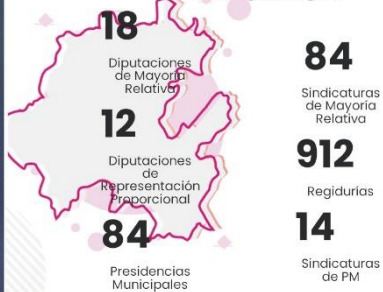 18
Diputaciones
de Mayoría
Relativa
12
Diputaciones
de
Representación
Proporcional
84
Presidencias
Municipales
84
Sindicaturas
de Mayoría
Relativa
912
Regidurías
14
Sindicaturas
de PM